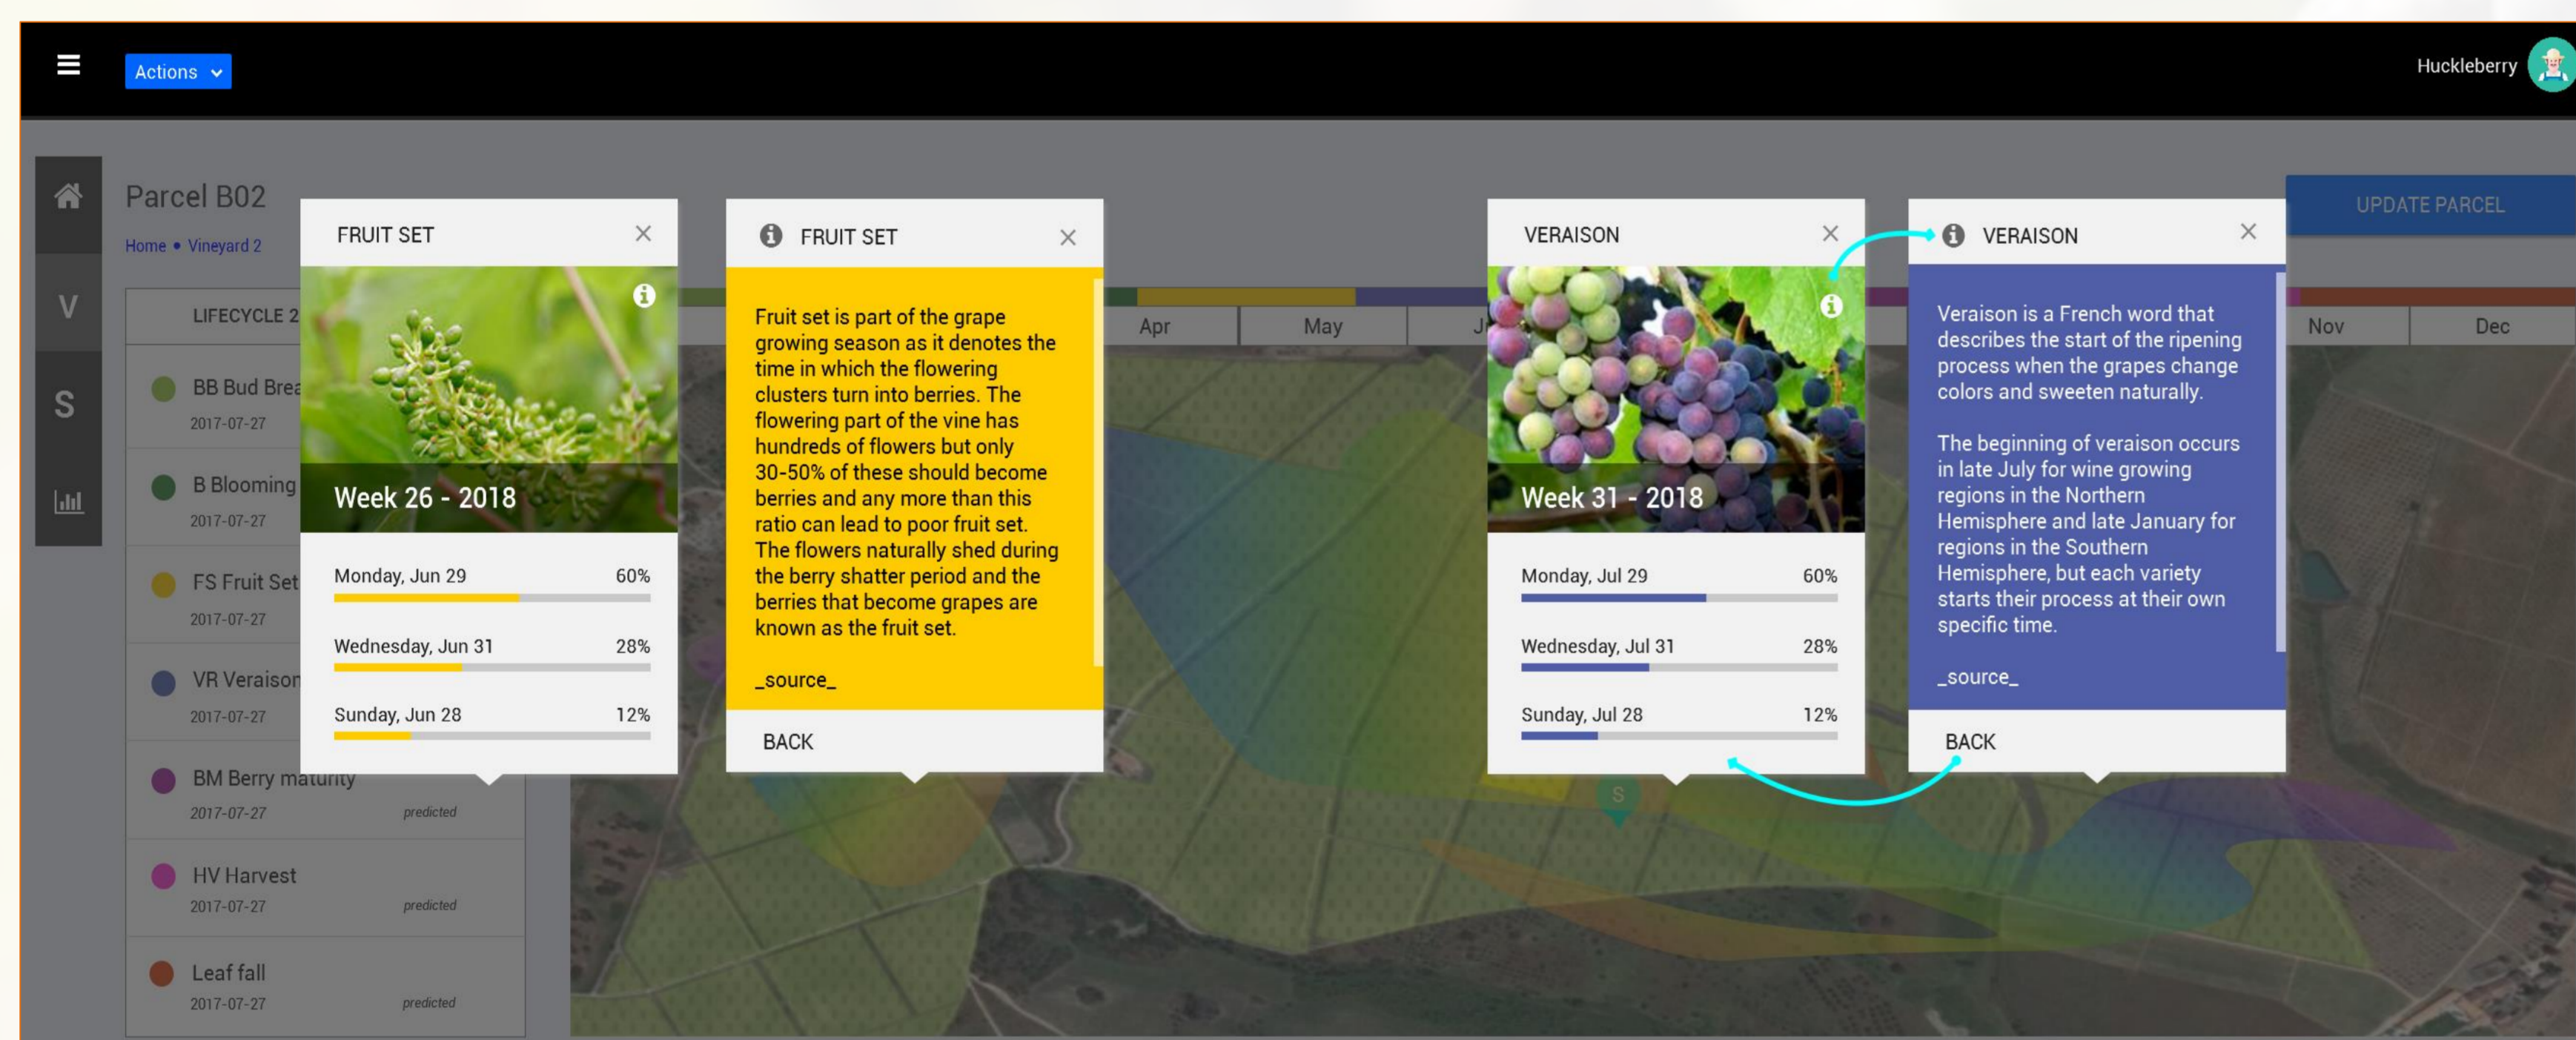 Actions
Huckleberry
Parcel B02
Home • Vineyard 2
UPDATE PARCEL
V
S
LIFECYCLE 2
Apr
May
Nov
Dec
BB Bud Brea
2017-07-27
B Blooming
2017-07-27
FS Fruit Set
2017-07-27
VR Veraison
2017-07-27
BM Berry maturity
2017-07-27
predicted
HV Harvest
2017-07-27
predicted
Leaf fall
2017-07-27
predicted
FRUIT SET
Week 26 - 2018
Monday, Jun 29 60%
Wednesday, Jun 31 28%
Sunday, Jun 28 12%
FRUIT SET
Fruit set is part of the grape
growing season as it denotes the
time in which the flowering
clusters turn into berries. The
flowering part of the vine has
hundreds of flowers but only
30-50% of these should become
berries and any more than this
ratio can lead to poor fruit set.
The flowers naturally shed during
the berry shatter period and the
berries that become grapes are
known as the fruit set.
_source_
BACK
VERAISON
Week 31 - 2018
Monday, Jul 29 60%
Wednesday, Jul 31 28%
Sunday, Jul 28 12%
S
VERAISON
Veraison is a French word that
describes the start of the ripening
process when the grapes change
colors and sweeten naturally.
The beginning of veraison occurs
in late July for wine growing
regions in the Northern
Hemisphere and late January for
regions in the Southern
Hemisphere, but each variety
starts their process at their own
specific time.
_source_
BACK